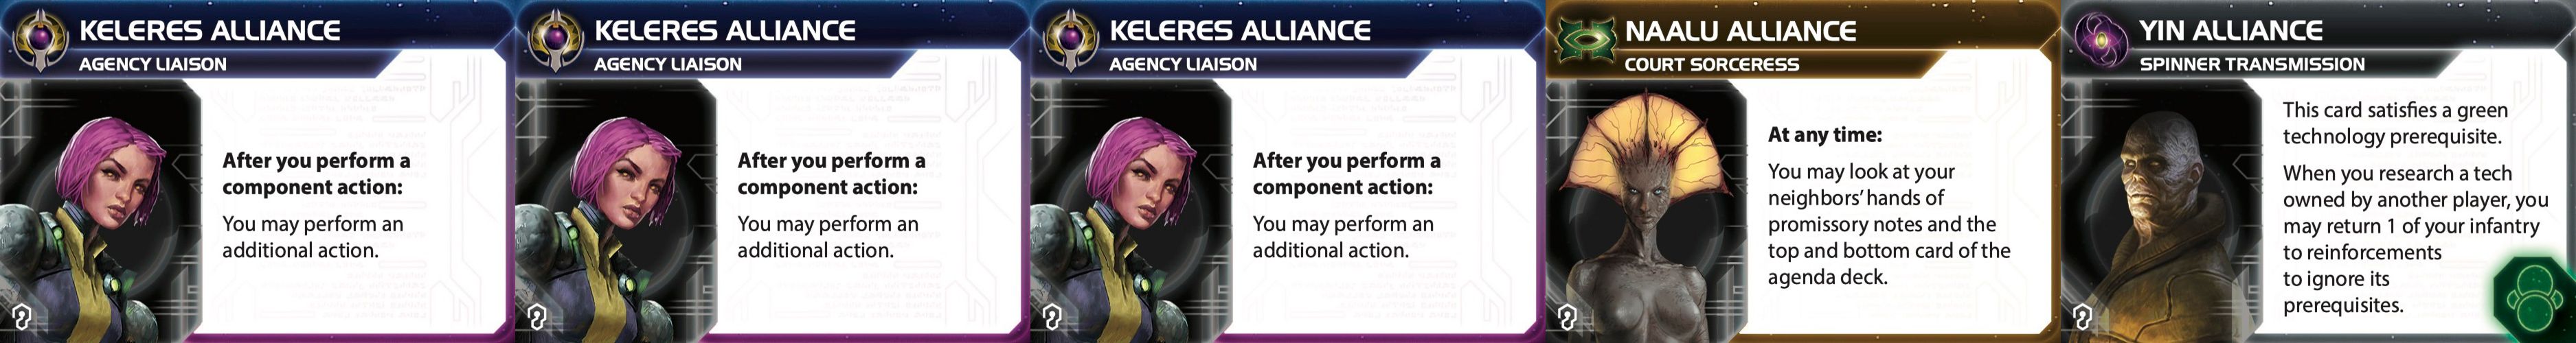 KELERES ALLIANCE
AGENCY LIAISON
After you perform a
component action:
You may perform an
additional action.
KELERES ALLIANCE
AGENCY LIAISON
After you perform a
component action:
You may perform an
additional action.
KELERES ALLIANCE
AGENCY LIAISON
After you perform a
component action:
You may perform an
additional action.
NAALU ALLIANCE
COURT SORCERESS
At any time:
You may look at your
neighbors' hands of
promissory notes and the
top and bottom card of the
agenda deck.
YIN ALLIANCE
SPINNER TRANSMISSION
This card satisfies a green
technology prerequisite.
When you research a tech
owned by another player, you
may return 1 of your infantry
to reinforcements
to ignore its
prerequisites.